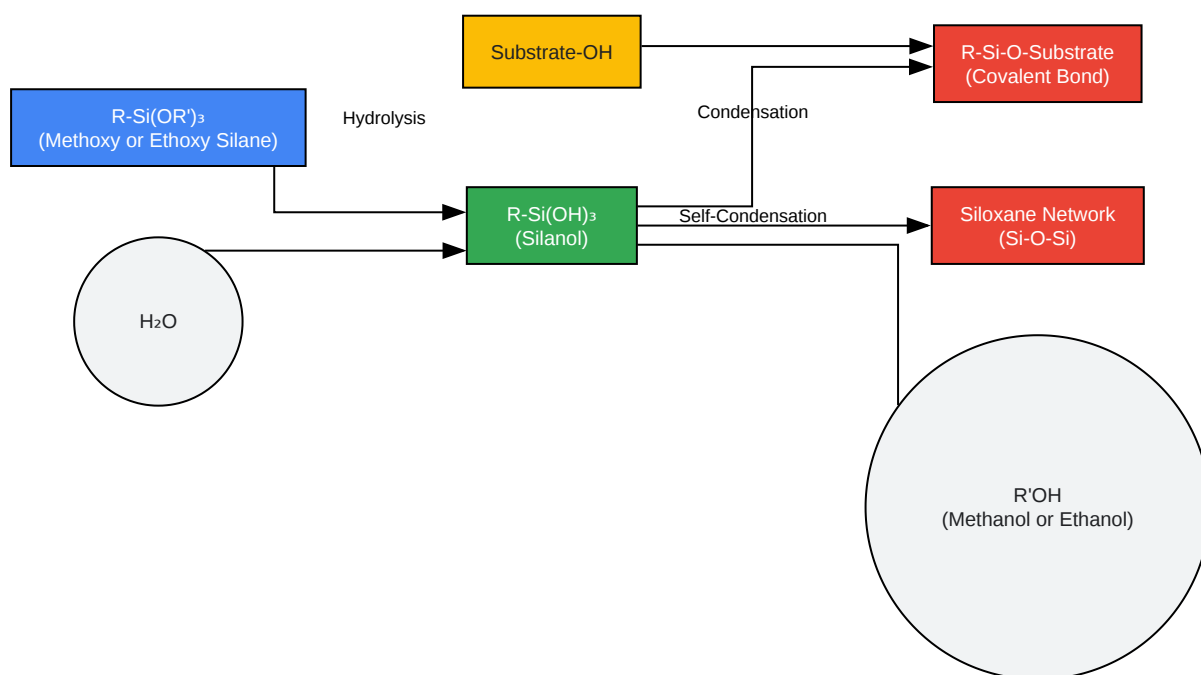 Substrate-OH
R-Si-O-Substrate
(Covalent Bond)
R-Si(OR')₃
(Methoxy or Ethoxy Silane)
Hydrolysis
Condensation
R-Si(OH)₃
(Silanol)
Self-Condensation
Siloxane Network
(Si-O-Si)
H₂O
R'OH
(Methanol or Ethanol)